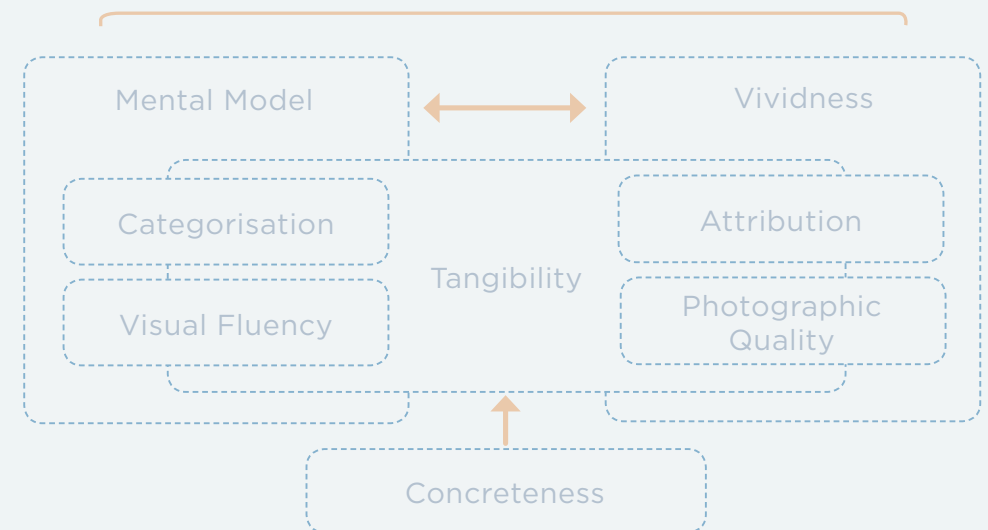 Mental Model
Vividness
Categorisation
Attribution
Tangibility
Visual Fluency
Photographic
Quality
Concreteness